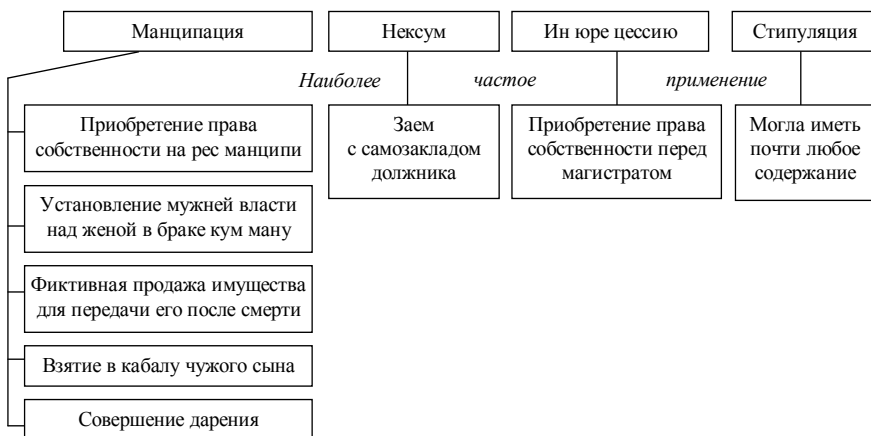 Манципация
Нексум
Ин юре цессию
Стипуляция
Наиболее частое применение
Приобретение права
собственности на рес манципи
Заем
с самозакладом
должника
Приобретение права
собственности перед
магистратом
Могла иметь
почти любое
содержание
Установление мужней власти
над женой в браке кум ману
Фиктивная продажа имущества
для передачи его после смерти
Взятие в кабалу чужого сына
Совершение дарения